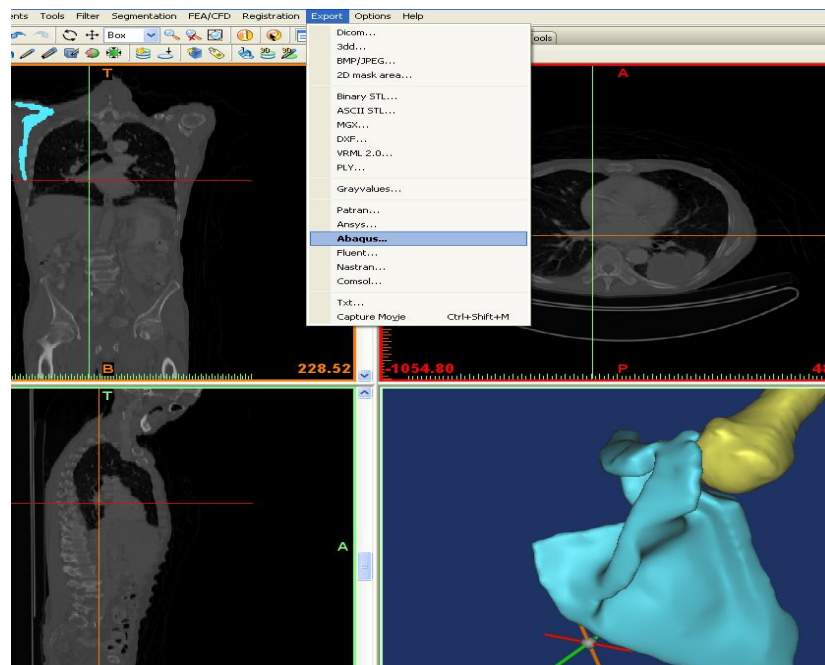 ents Tools Filter Segmentation FEA/CFD Registration Export Options Help
Box
ools
Dicom...
3dd...
BMP/JPEG...
2D mask area...
Binary STL...
ASCII STL...
MGX...
DXF...
VRML 2.0...
PLY...
Grayvalues...
Patran...
Ansys...
Abaqus...
Fluent...
Nastran...
Comsol...
Txt...
Capture Movie Ctrl+Shift+M
T
A
B
228.52
-1054.80
P
48
T
A